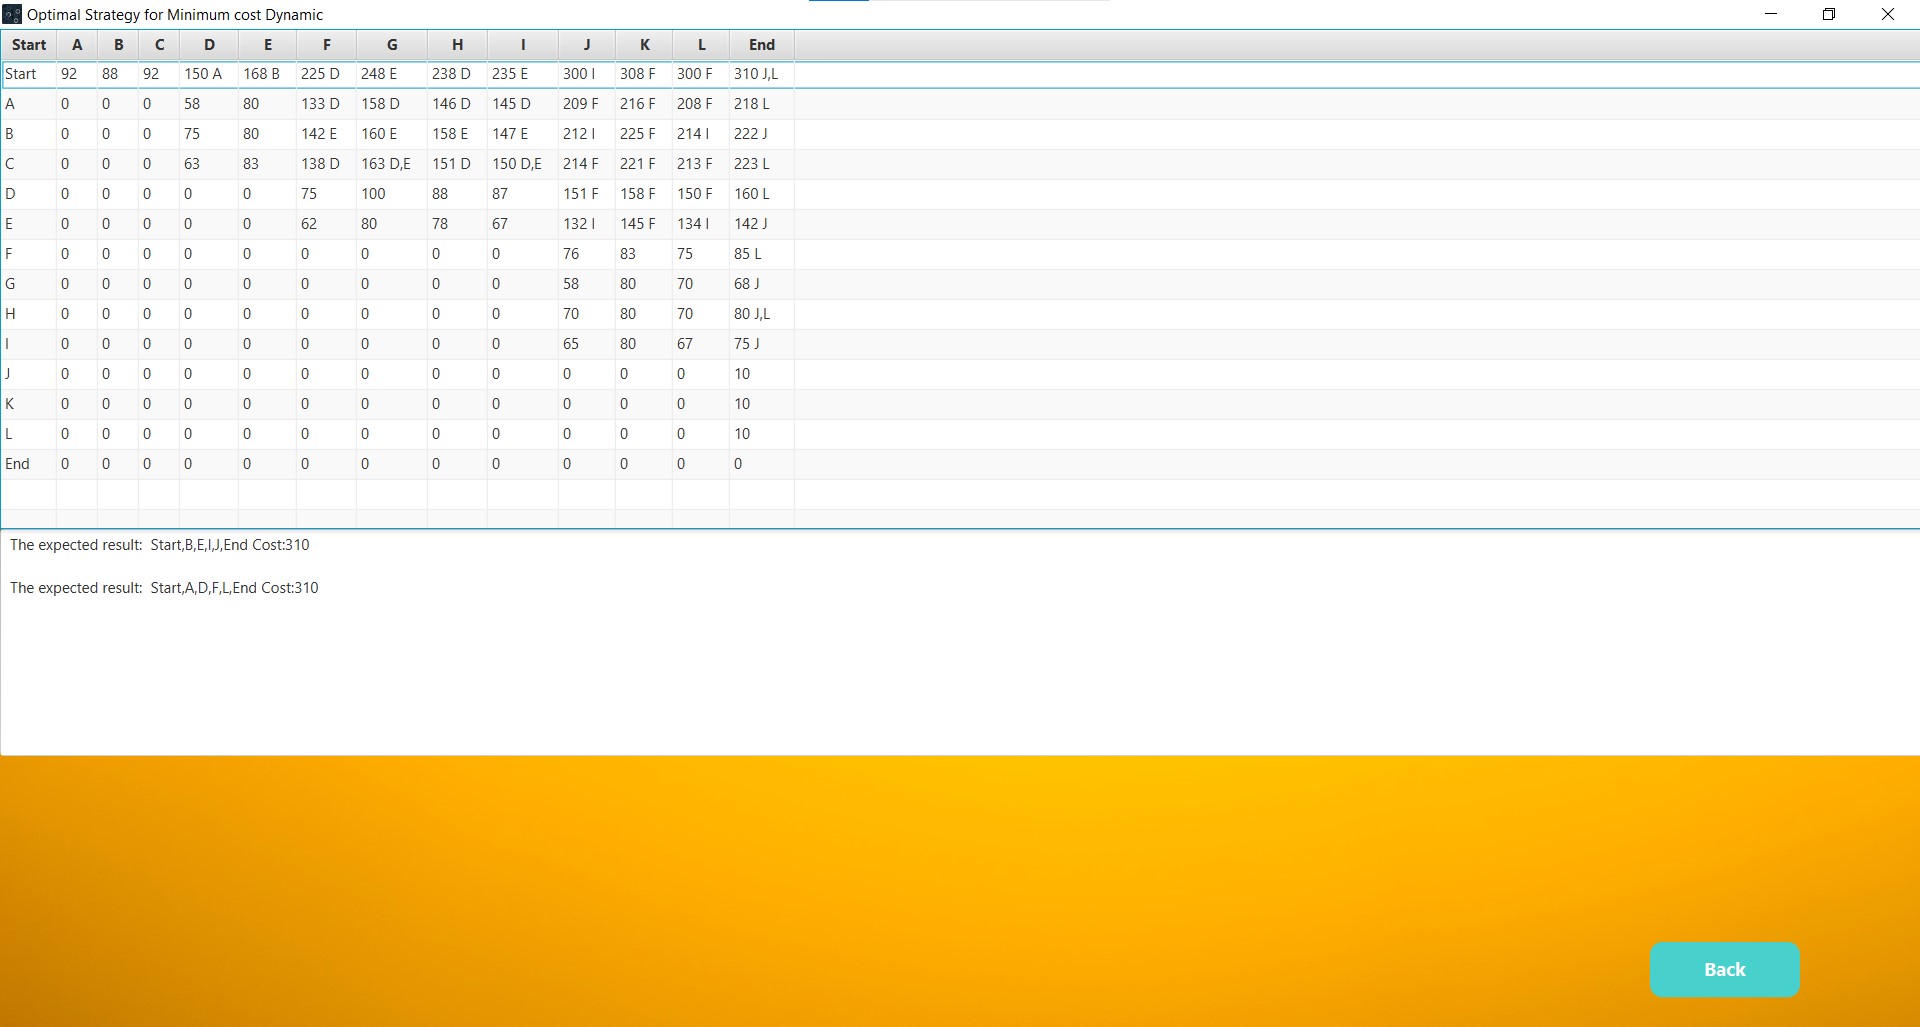 Optimal Strategy for Minimum cost Dynamic
Start A B C D E F G H I J K L End
Start 92 88 92 150 A 168 B 225 D 248 E 238 D 235 E 300 I 308 F 300 F 310 J,L
A 0 0 0 58 80 133 D 158 D 146 D 145 D 209 F 216 F 208 F 218 L
B 0 0 0 75 80 142 E 160 E 158 E 147 E 212 I 225 F 214 I 222 J
C 0 0 0 63 83 138 D 163 D,E 151 D 150 D,E 214 F 221 F 213 F 223 L
D 0 0 0 0 0 75 100 88 87 151 F 158 F 150 F 160 L
E 0 0 0 0 0 62 80 78 67 132 I 145 F 134 I 142 J
F 0 0 0 0 0 0 0 0 0 76 83 75 85 L
G 0 0 0 0 0 0 0 0 0 58 80 70 68 J
H 0 0 0 0 0 0 0 0 0 70 80 70 80 J,L
I 0 0 0 0 0 0 0 0 0 65 80 67 75 J
J 0 0 0 0 0 0 0 0 0 0 0 0 10
K 0 0 0 0 0 0 0 0 0 0 0 0 10
L 0 0 0 0 0 0 0 0 0 0 0 0 10
End 0 0 0 0 0 0 0 0 0 0 0 0 0
The expected result: Start,B,E,I,J,End Cost:310
The expected result: Start,A,D,F,L,End Cost:310
Back